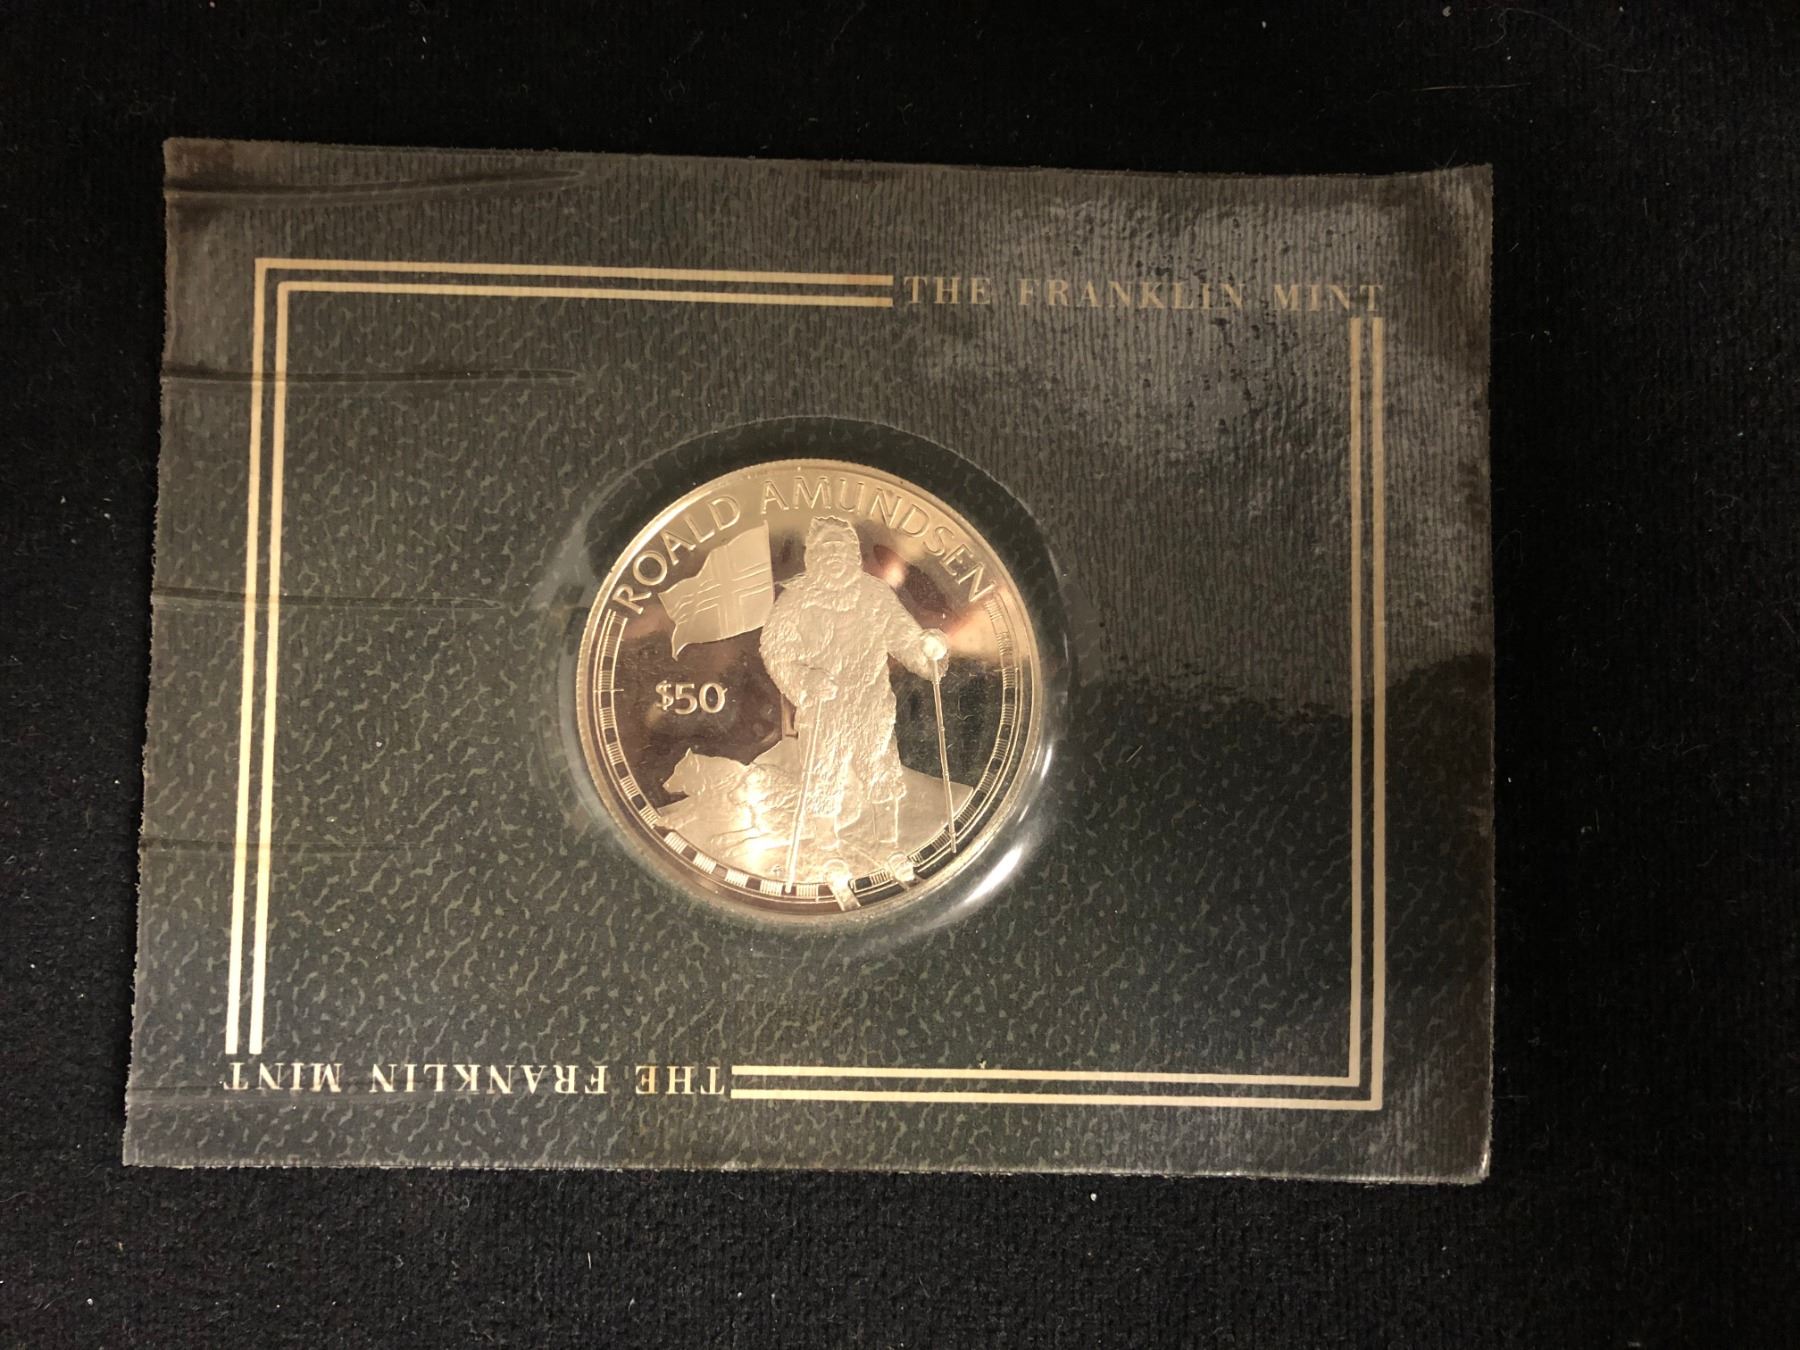 THE FRANKLIN MINT
ROALD AMUNDSEN
$50
THE FRANKLIN MINT